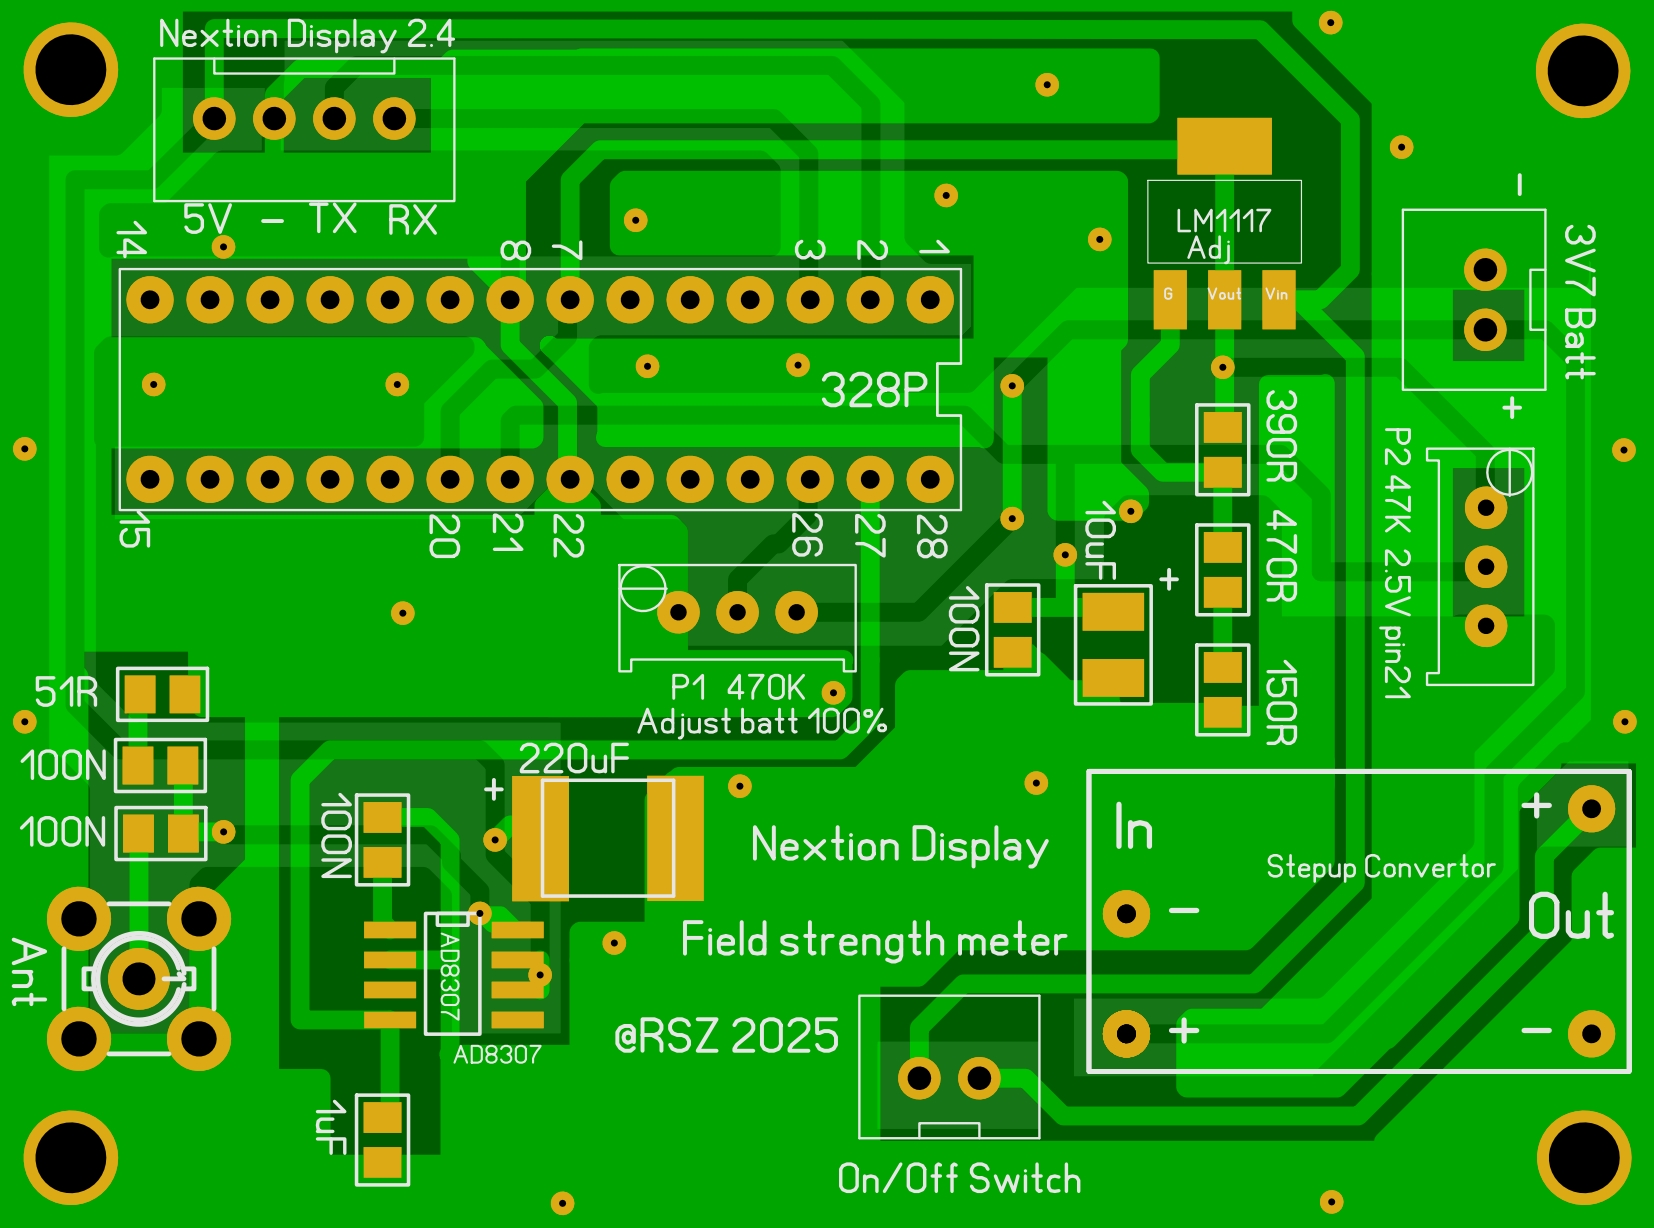 Nextion Display 2.4
5V - TX RX
14
8
7
3
2
1
LM1117
Adj
G
Vout
Vin
-
3V7 Batt
+
328P
390R
P2 47K 2.5V pin21
15
20
21
22
26
27
28
10uF
+
470R
100N
51R
P1 470K
Adjust batt 100%
150R
100N
220uF
+
100N
100N
In
+
Stepup Convertor
Nextion Display
-
Out
Field strength meter
Ant
1
AD8307
@RSZ 2025
+
-
AD8307
1uF
On/Off Switch